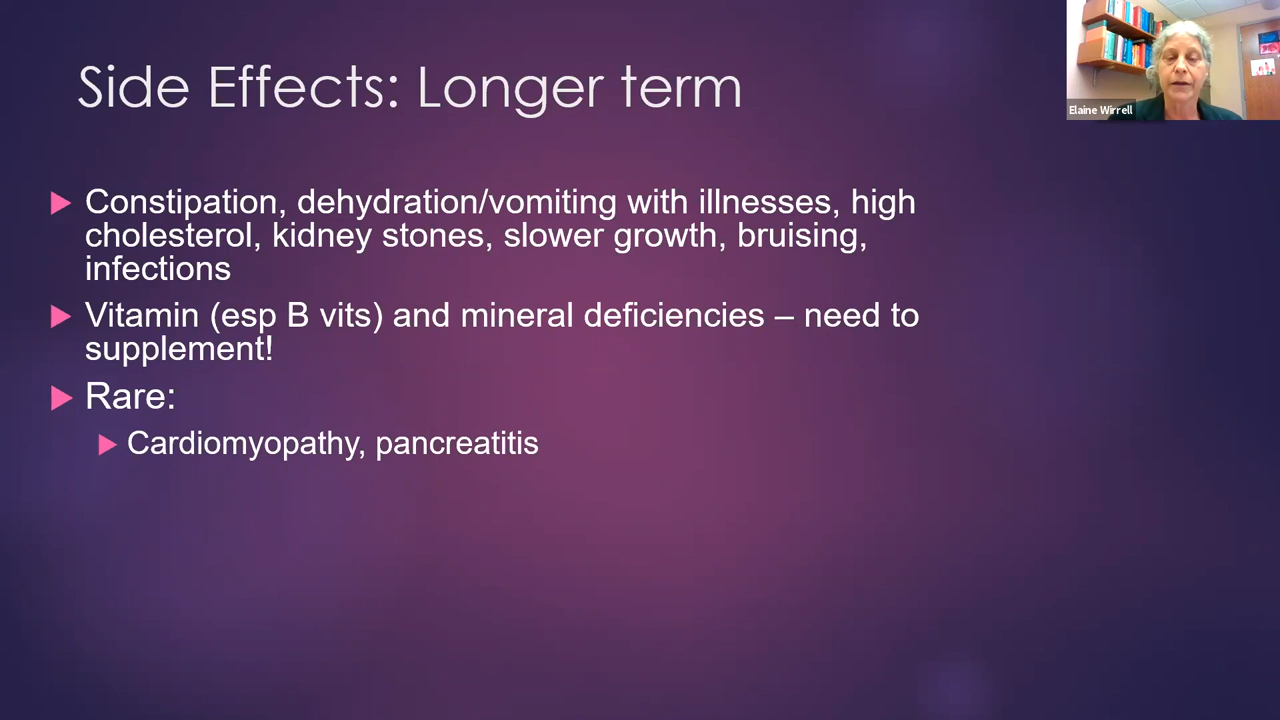 Side Effects: Longer term
Elaine Wirrell
Constipation, dehydration/vomiting with illnesses, high
cholesterol, kidney stones, slower growth, bruising,
infections
Vitamin (esp B vits) and mineral deficiencies – need to
supplement!
Rare:
Cardiomyopathy, pancreatitis